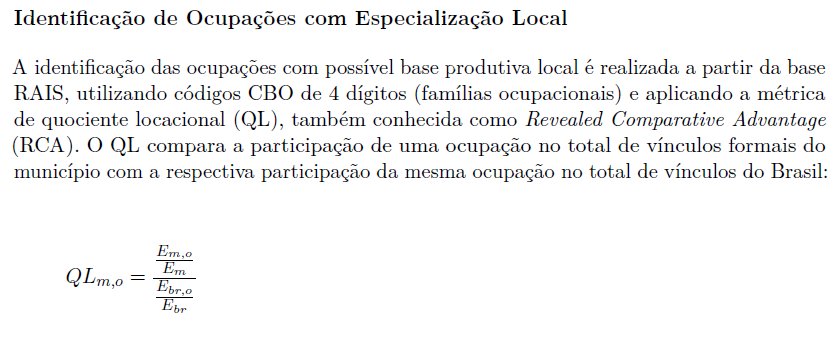 Identificação de Ocupações com Especialização Local
A identificação das ocupações com possível base produtiva local é realizada a partir da base
RAIS, utilizando códigos CBO de 4 dígitos (famílias ocupacionais) e aplicando a métrica
de quociente locacional (QL), também conhecida como Revealed Comparative Advantage
(RCA). O QL compara a participação de uma ocupação no total de vínculos formais do
município com a respectiva participação da mesma ocupação no total de vínculos do Brasil:
QL_{m,o} = \frac{\frac{E_{m,o}}{E_m}}{\frac{E_{br,o}}{E_{br}}}